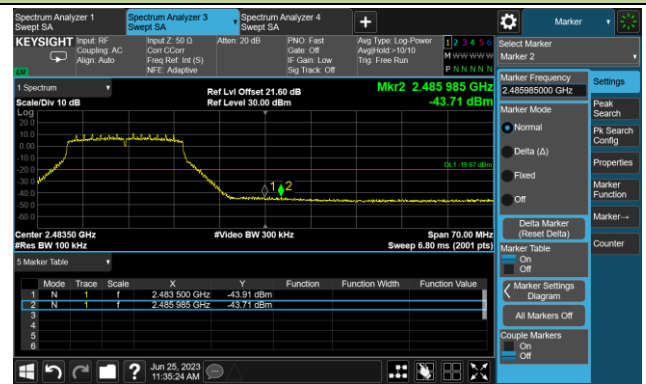 Spectrum Analyzer 1
Swept SA
Spectrum Analyzer 3
Swept SA
Spectrum Analyzer 4
Swept SA
+
Marker
KEYSIGHT
Input: RF
Coupling: AC
Align: Auto
Input Z: 50 Ω
Corr CCorr
Freq Ref: Int (S)
NFE: Adaptive
Atten: 20 dB
PNO: Fast
Gate: Off
IF Gain: Low
Sig Track: Off
Avg Type: Log-Power
Avg|Hold:>10/10
Trig: Free Run
1 2 3 4 5 6
M W W W W W
P N N N N N
Select Marker
Marker 2
1 Spectrum
Scale/Div 10 dB
Log
Ref Lvl Offset 21.60 dB
Ref Level 30.00 dBm
Mkr2 2.485 985 GHz
-43.71 dBm
20.0
10.0
0.00
-10.0
-20.0
-30.0
-40.0
-50.0
-60.0
DL1 -19.67 dBm
1
2
Center 2.48350 GHz
#Res BW 100 kHz
#Video BW 300 kHz
Span 70.00 MHz
Sweep 6.80 ms (2001 pts)
5 Marker Table
Mode Trace Scale X Y Function Function Width Function Value
1 N 1 f 2.483 500 GHz -43.91 dBm
2 N 1 f 2.485 985 GHz -43.71 dBm
3
4
5
6
Marker Frequency
2.485985000 GHz
Marker Mode
Normal
Delta (Δ)
Fixed
Off
Delta Marker
(Reset Delta)
Marker Table
On
Off
Marker Settings
Diagram
All Markers Off
Couple Markers
On
Off
Settings
Peak
Search
Pk Search
Config
Properties
Marker
Function
Marker→
Counter
?
Jun 25, 2023
11:35:24 AM